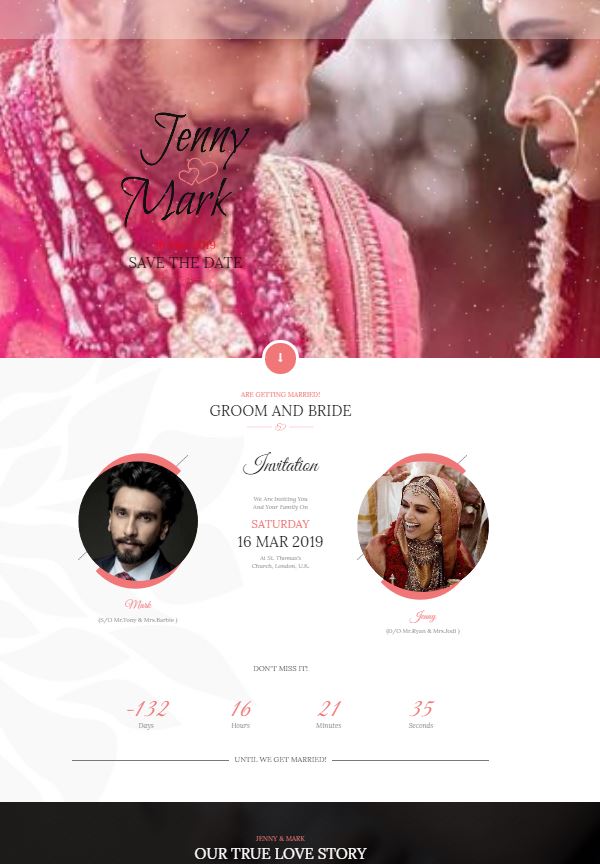 Jenny
Mark
SAVE THE DATE
ARE GETTING MARRIED!
GROOM AND BRIDE
Invitation
We Are Inviting You
And Your Family On
SATURDAY
16 MAR 2019
At St. Thomas's
Church, London, U.K.
Mark
(S/O Mr.Tony & Mrs.Barbie )
Jenny
(D/O Mr.Ryan & Mrs.Jodi )
DON'T MISS IT!
-132 16 21 35
Days Hours Minutes Seconds
UNTIL WE GET MARRIED!
JENNY & MARK
OUR TRUE LOVE STORY